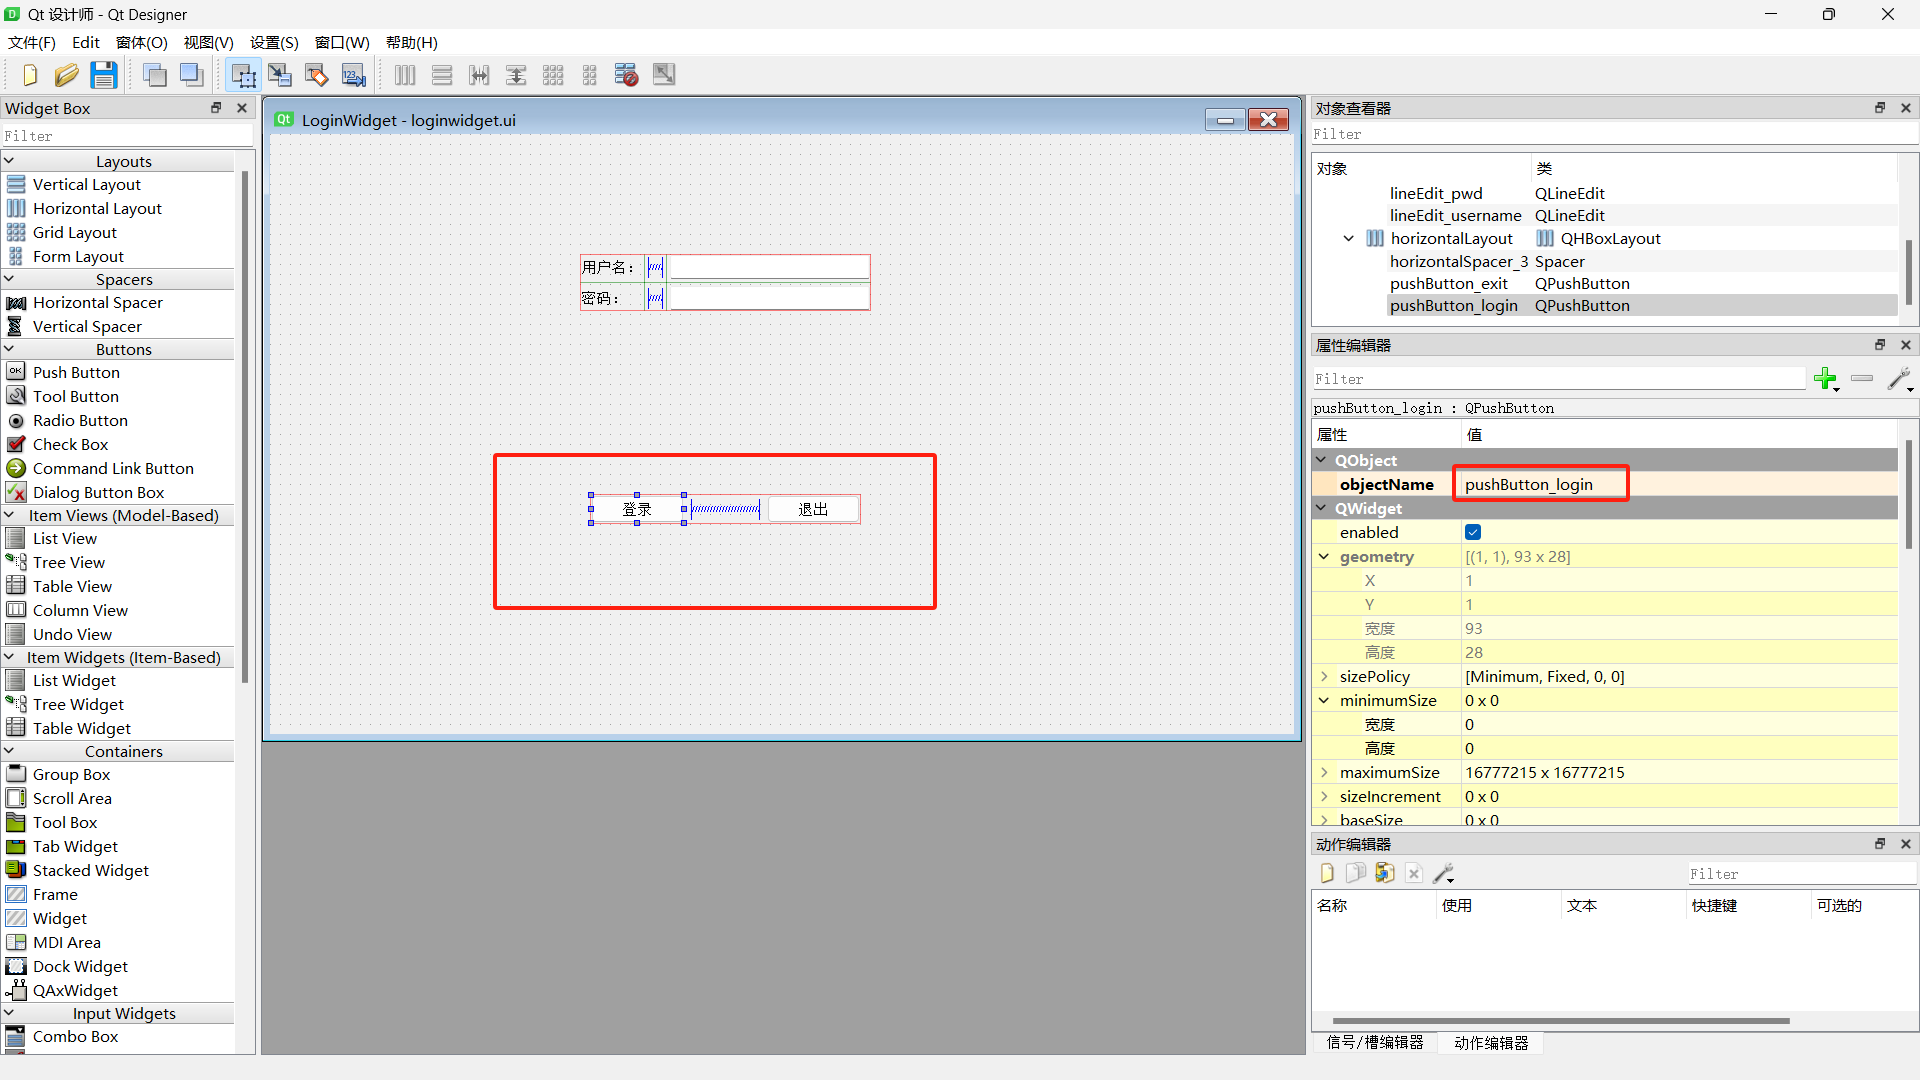 Qt 设计师 - Qt Designer
文件(F) Edit 窗体(O) 视图(V) 设置(S) 窗口(W) 帮助(H)
Widget Box
Filter
Layouts
Vertical Layout
Horizontal Layout
Grid Layout
Form Layout
Spacers
Horizontal Spacer
Vertical Spacer
Buttons
Push Button
Tool Button
Radio Button
Check Box
Command Link Button
Dialog Button Box
Item Views (Model-Based)
List View
Tree View
Table View
Column View
Undo View
Item Widgets (Item-Based)
List Widget
Tree Widget
Table Widget
Containers
Group Box
Scroll Area
Tool Box
Tab Widget
Stacked Widget
Frame
Widget
MDI Area
Dock Widget
QAxWidget
Input Widgets
Combo Box
LoginWidget - loginwidget.ui
用户名：
密码：
登录 退出
对象查看器
Filter
对象 类
lineEdit_pwd QLineEdit
lineEdit_username QLineEdit
horizontalLayout QHBoxLayout
horizontalSpacer_3 Spacer
pushButton_exit QPushButton
pushButton_login QPushButton
属性编辑器
Filter
pushButton_login : QPushButton
属性 值
QObject
objectName pushButton_login
QWidget
enabled
geometry [(1, 1), 93 x 28]
X 1
Y 1
宽度 93
高度 28
sizePolicy [Minimum, Fixed, 0, 0]
minimumSize 0 x 0
宽度 0
高度 0
maximumSize 16777215 x 16777215
sizeIncrement 0 x 0
baseSize 0 x 0
动作编辑器
Filter
名称 使用 文本 快捷键 可选的
信号/槽编辑器 动作编辑器